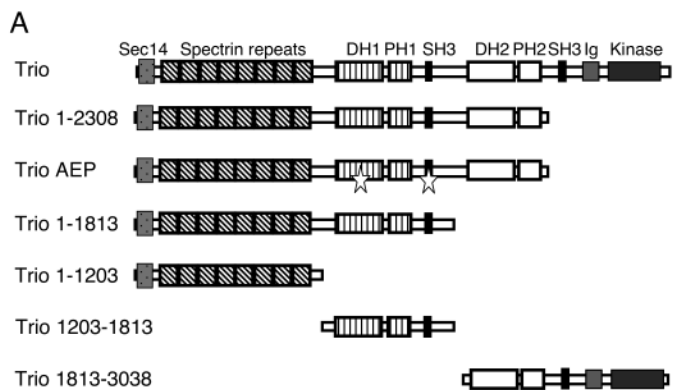 A
Sec14 Spectrin repeats DH1 PH1 SH3 DH2 PH2 SH3 Ig Kinase
Trio
Trio 1-2308
Trio AEP
Trio 1-1813
Trio 1-1203
Trio 1203-1813
Trio 1813-3038